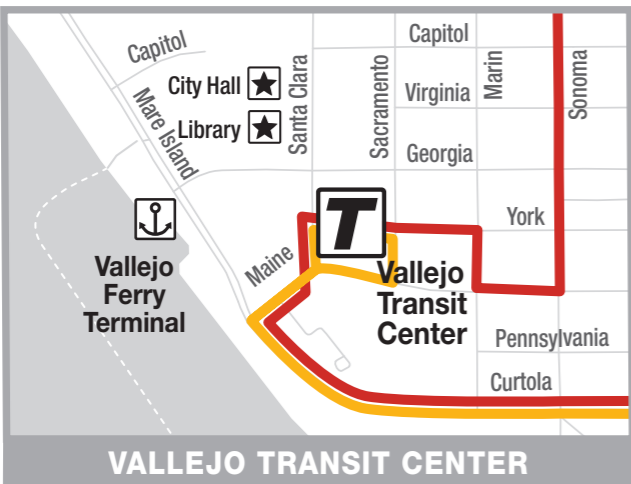 Capitol
Capitol
City Hall
Santa Clara
Sacramento
Marin
Sonoma
Mare Island
Virginia
Library
Georgia
T
York
Maine
Vallejo
Ferry
Terminal
Vallejo
Transit
Center
Pennsylvania
Curtola
VALLEJO TRANSIT CENTER